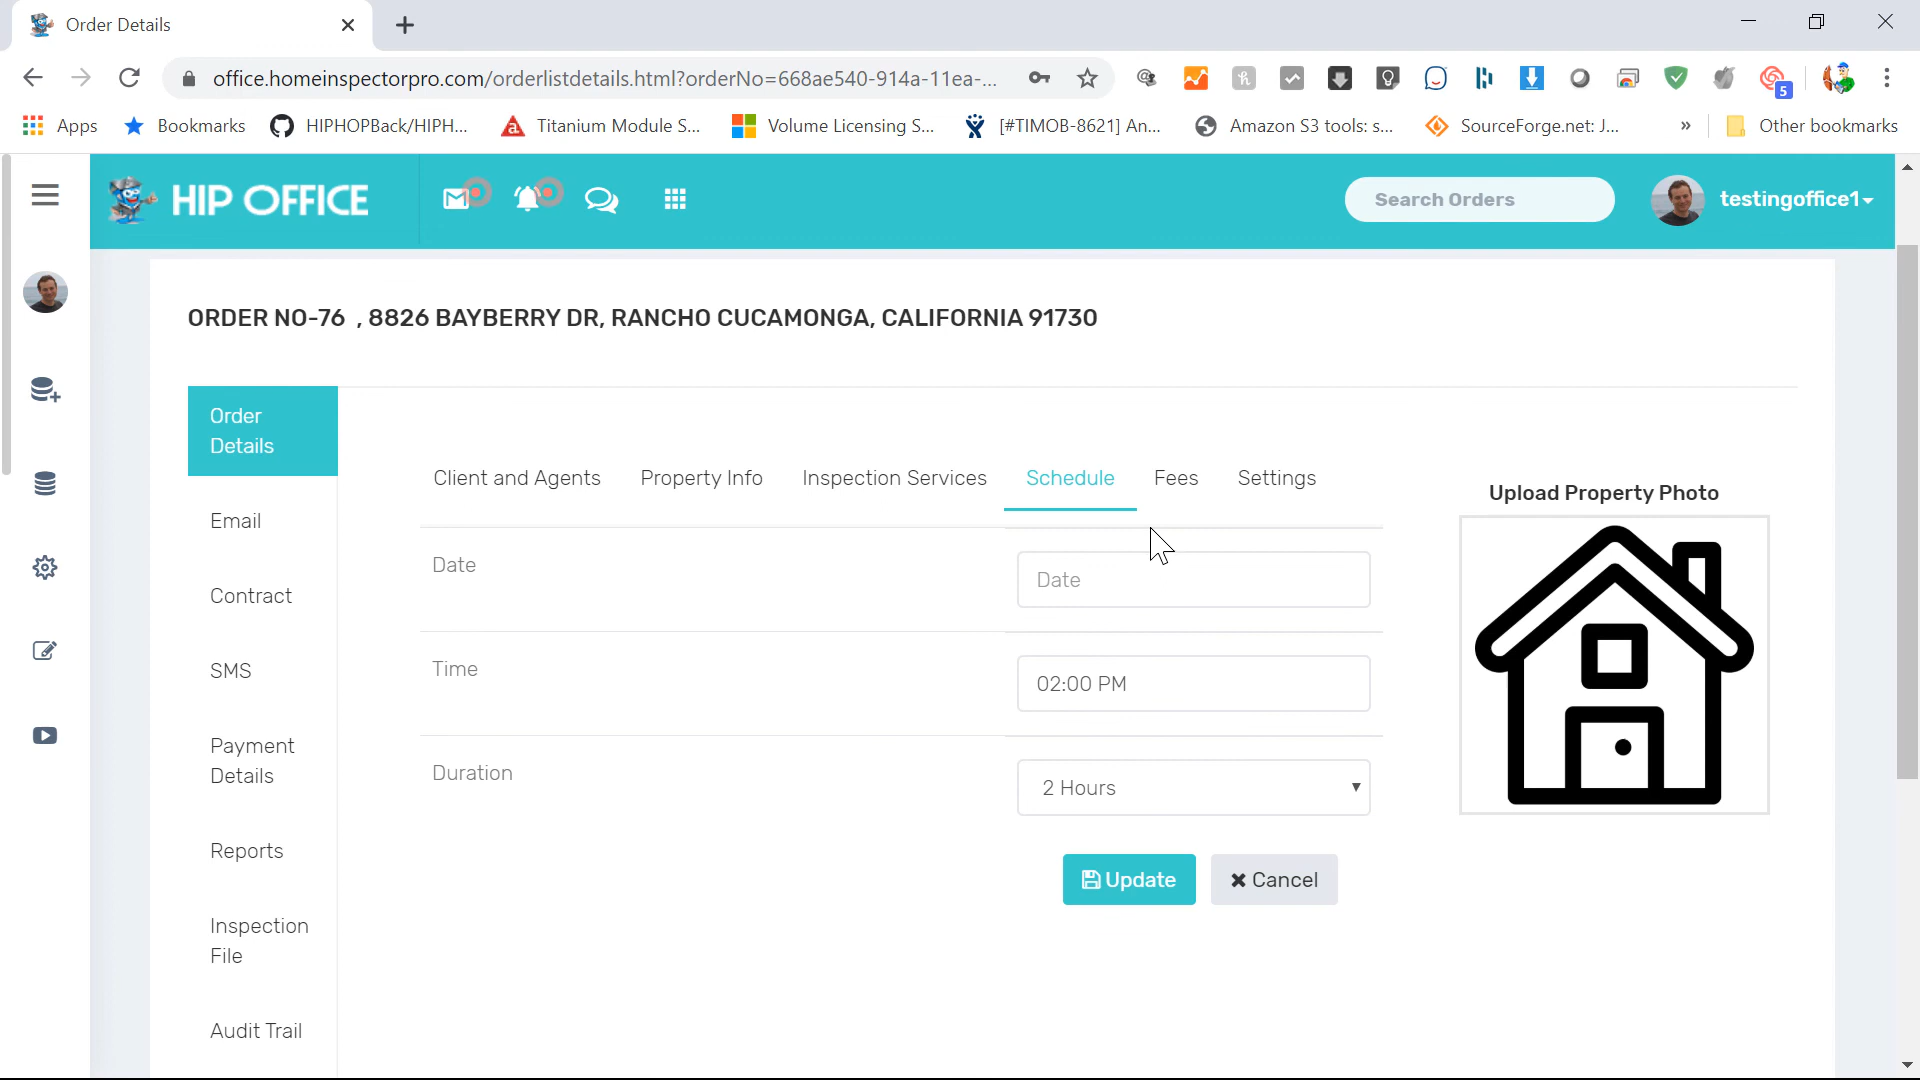 Order Details
office.homeinspectorpro.com/orderlistdetails.html?orderNo=668ae540-914a-11ea-...
5
Apps
Bookmarks
HIPHOPBack/HIPH...
Titanium Module S...
Volume Licensing S...
[#TIMOB-8621] An...
Amazon S3 tools: s...
SourceForge.net: J...
»
Other bookmarks
HIP OFFICE
Search Orders
testingoffice1
ORDER NO-76 , 8826 BAYBERRY DR, RANCHO CUCAMONGA, CALIFORNIA 91730
Order
Details
Email
Contract
SMS
Payment
Details
Reports
Inspection
File
Audit Trail
Client and Agents
Property Info
Inspection Services
Schedule
Fees
Settings
Date
Date
Time
02:00 PM
Duration
2 Hours
Update
Cancel
Upload Property Photo